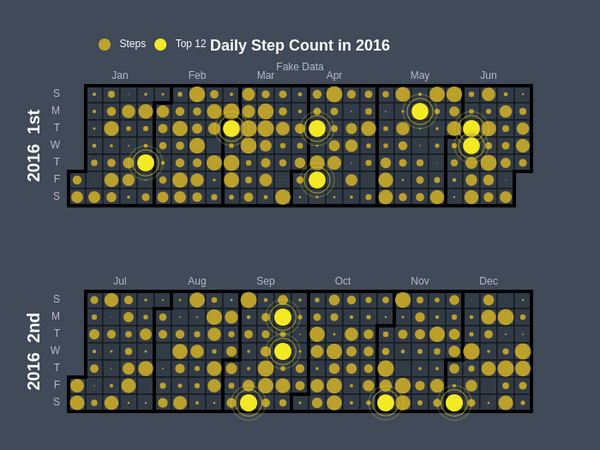 Steps Top 12 Daily Step Count in 2016
Fake Data
Jan Feb Mar Apr May Jun
2016 1st
S
M
T
W
T
F
S
Jul Aug Sep Oct Nov Dec
2016 2nd
S
M
T
W
T
F
S